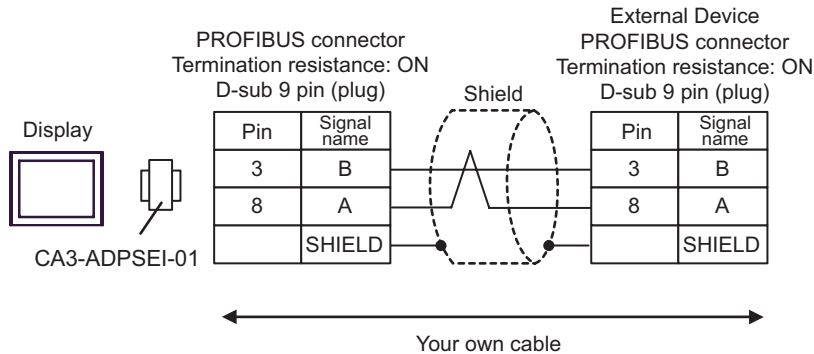 External Device
PROFIBUS connector
PROFIBUS connector
Termination resistance: ON
Termination resistance: ON
D-sub 9 pin (plug)
Shield
D-sub 9 pin (plug)
Display
Pin
Signal
name
Pin
Signal
name
3
B
3
B
8
A
8
A
SHIELD
SHIELD
CA3-ADPSEI-01
Your own cable